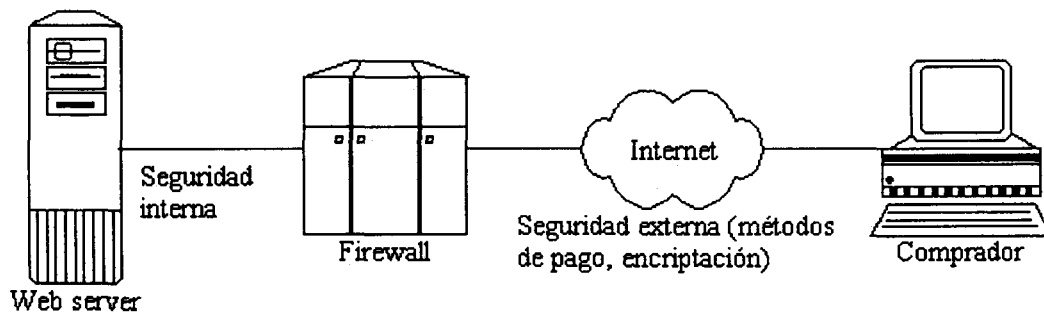 Internet
Seguridad
interna
Seguridad externa (métodos
de pago, encriptación)
Firewall
Comprador
Web server